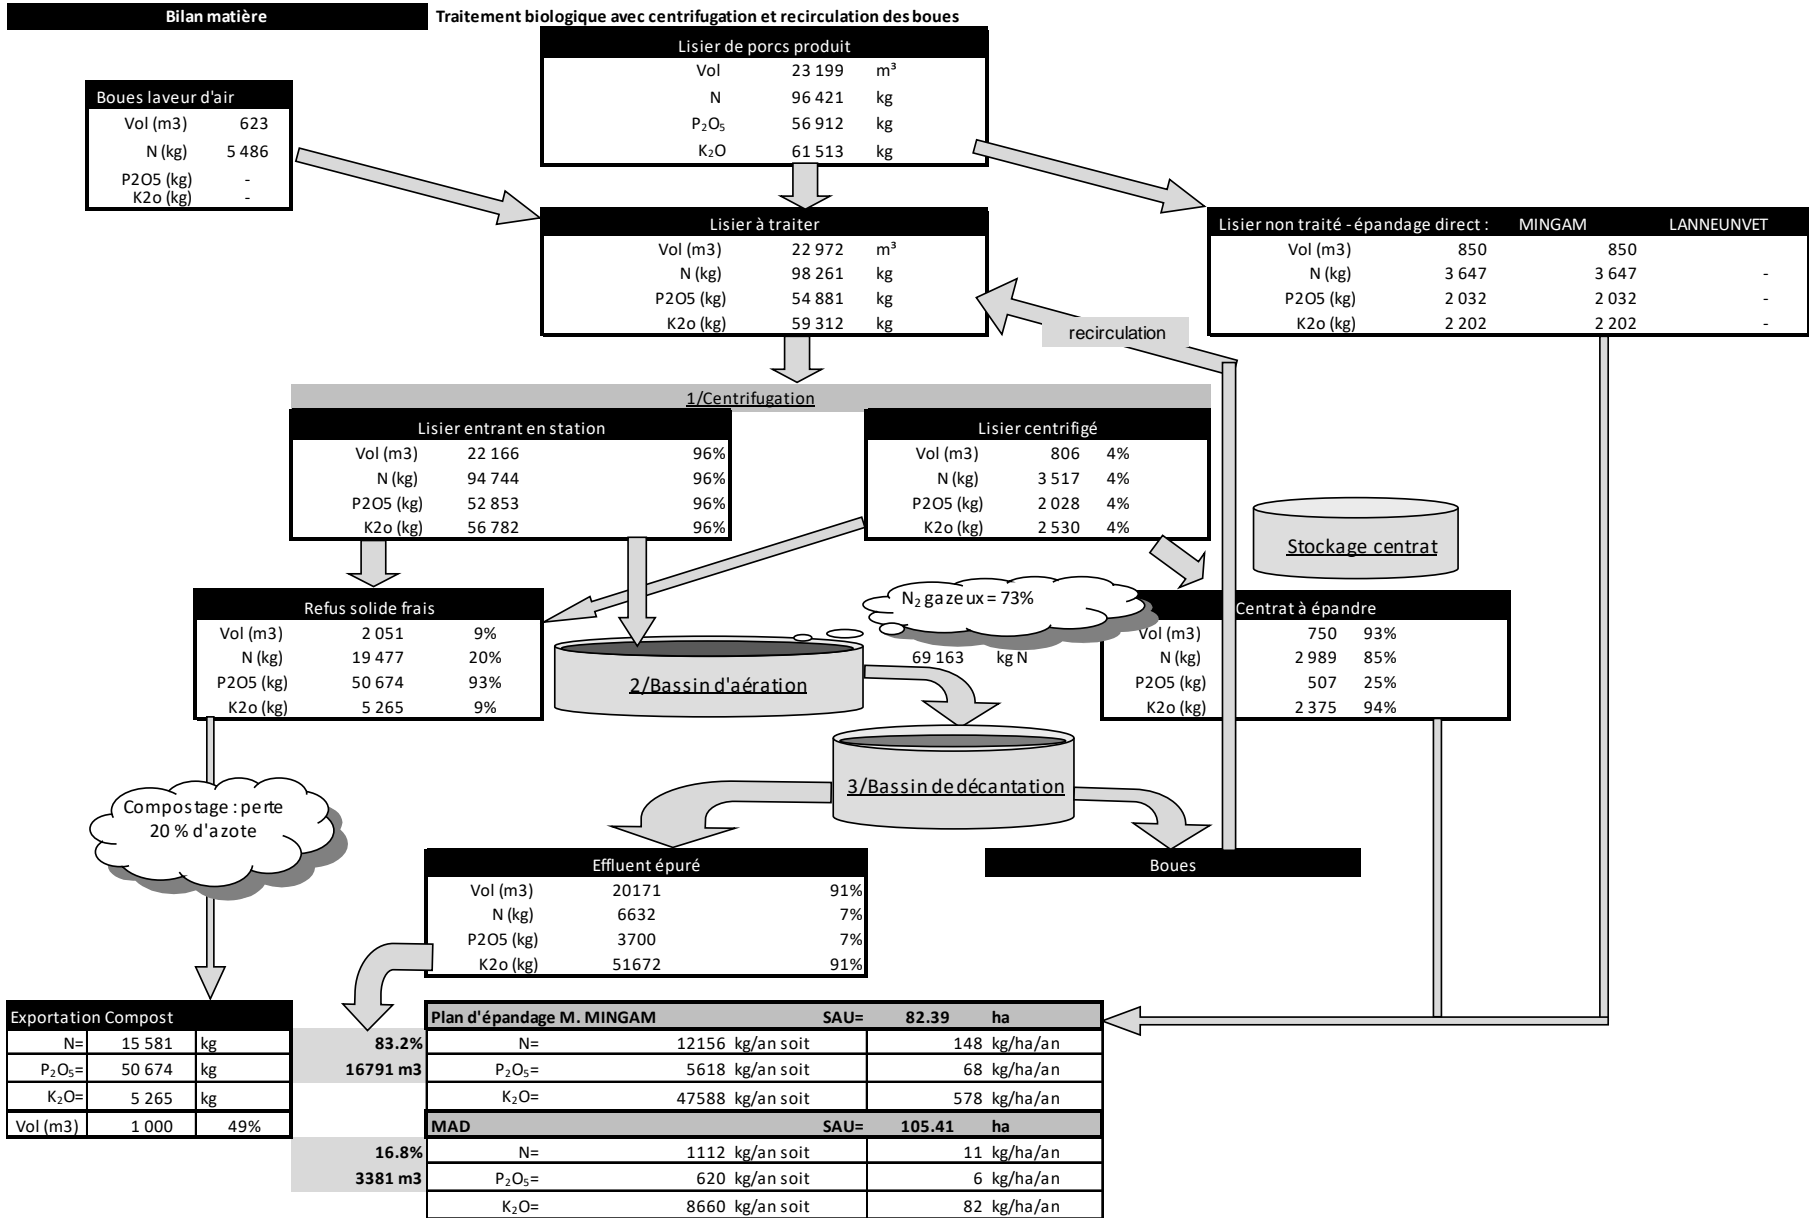 Bilan matière
Traitement biologique avec centrifugation et recirculation des boues
Lisier de porcs produit
Vol 23 199 m³
N 96 421 kg
P₂O₅ 56 912 kg
K₂O 61 513 kg
Boues laveur d'air
Vol (m3) 623
N (kg) 5 486
P2O5 (kg) -
K2o (kg) -
Lisier à traiter
Vol (m3) 22 972 m³
N (kg) 98 261 kg
P2O5 (kg) 54 881 kg
K2o (kg) 59 312 kg
Lisier non traité - épandage direct : MINGAM LANNEUNVET
Vol (m3) 850 850
N (kg) 3 647 3 647 -
P2O5 (kg) 2 032 2 032 -
K2o (kg) 2 202 2 202 -
recirculation
1/Centrifugation
Lisier entrant en station
Vol (m3) 22 166 96%
N (kg) 94 744 96%
P2O5 (kg) 52 853 96%
K2o (kg) 56 782 96%
Lisier centrifigé
Vol (m3) 806 4%
N (kg) 3 517 4%
P2O5 (kg) 2 028 4%
K2o (kg) 2 530 4%
Stockage centrat
Refus solide frais
Vol (m3) 2 051 9%
N (kg) 19 477 20%
P2O5 (kg) 50 674 93%
K2o (kg) 5 265 9%
N₂ gazeux = 73%
69 163 kg N
2/Bassin d'aération
Centrat à épandre
Vol (m3) 750 93%
N (kg) 2 989 85%
P2O5 (kg) 507 25%
K2o (kg) 2 375 94%
3/Bassin de décantation
Compostage : perte
20 % d'azote
Effluent épuré
Vol (m3) 20171 91%
N (kg) 6632 7%
P2O5 (kg) 3700 7%
K2o (kg) 51672 91%
Boues
Exportation Compost
N= 15 581 kg
P₂O₅= 50 674 kg
K₂O= 5 265 kg
Vol (m3) 1 000 49%
83.2%
16791 m3
Plan d'épandage M. MINGAM SAU= 82.39 ha
N= 12156 kg/an soit 148 kg/ha/an
P₂O₅= 5618 kg/an soit 68 kg/ha/an
K₂O= 47588 kg/an soit 578 kg/ha/an
MAD SAU= 105.41 ha
16.8%
3381 m3
N= 1112 kg/an soit 11 kg/ha/an
P₂O₅= 620 kg/an soit 6 kg/ha/an
K₂O= 8660 kg/an soit 82 kg/ha/an